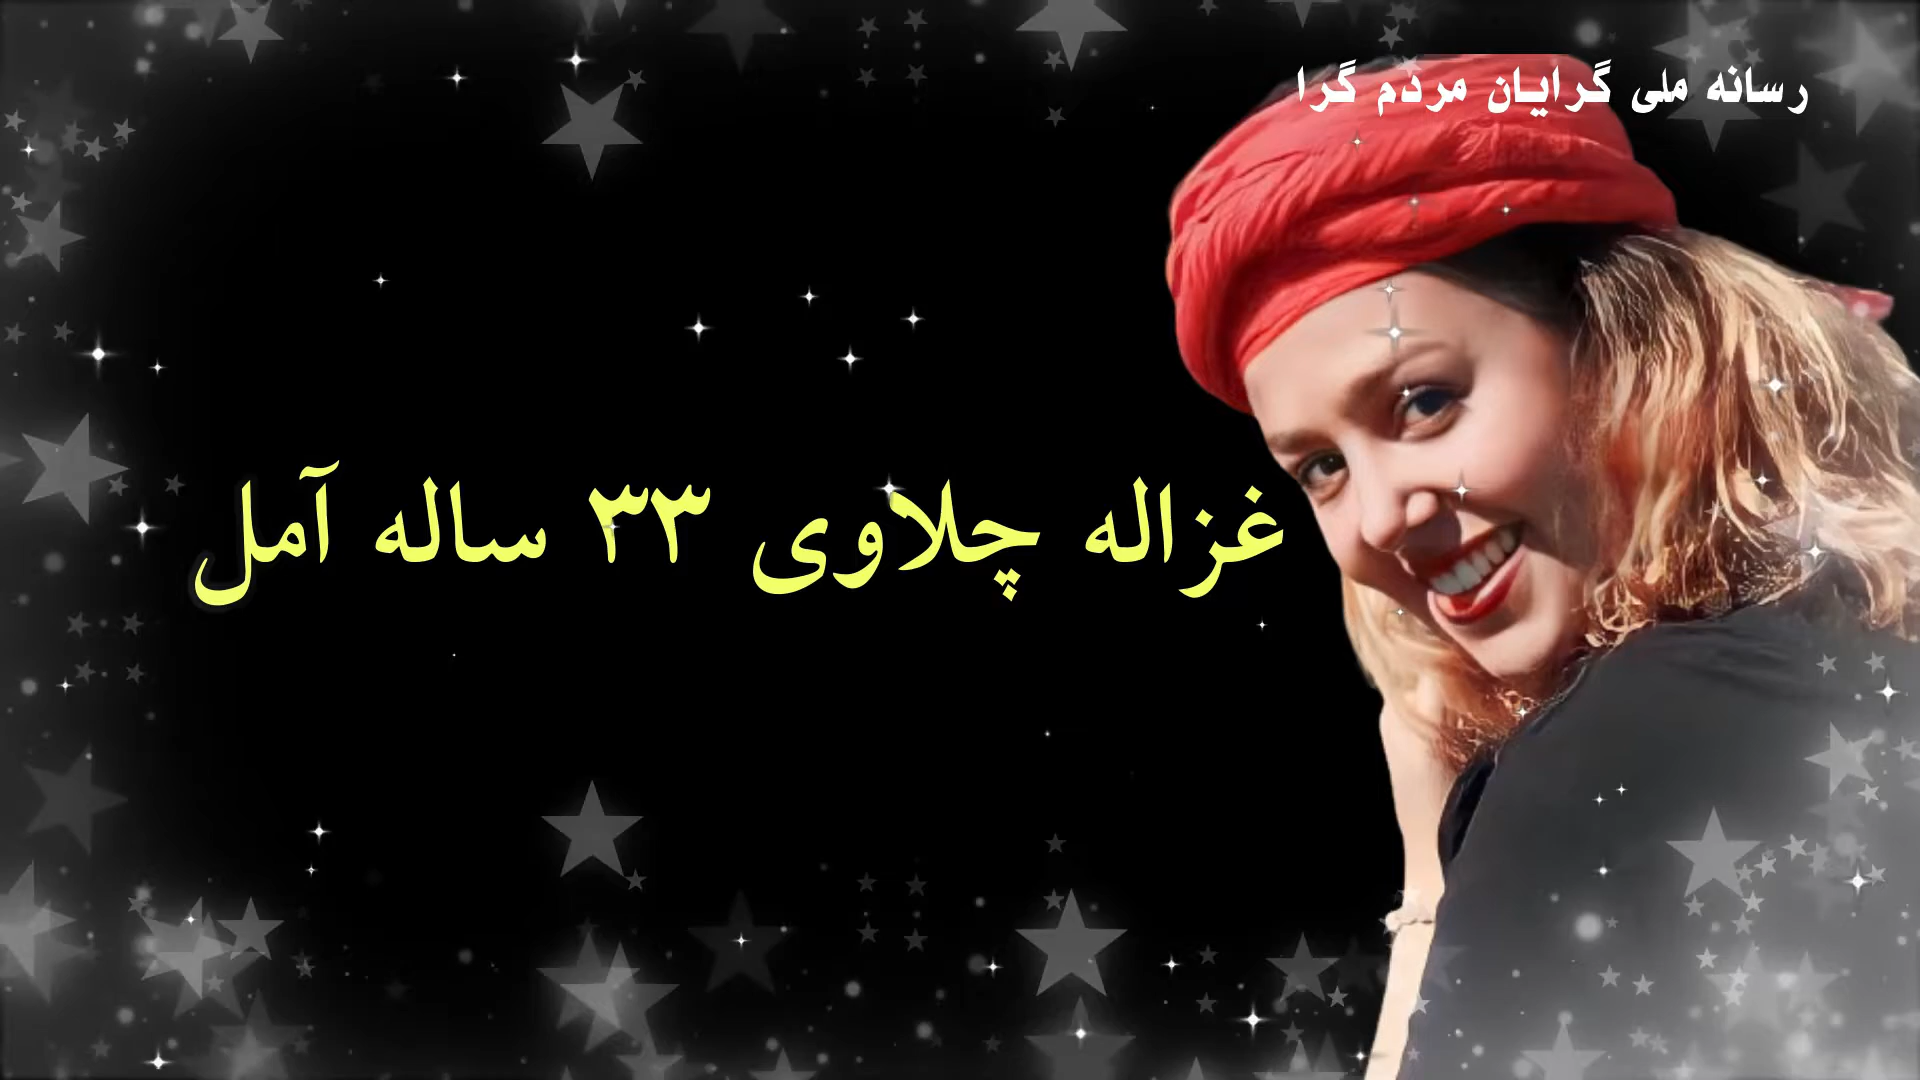 رسانه ملی گرایان مردم گرا
غزاله چلاوی ۳۳ ساله آمل